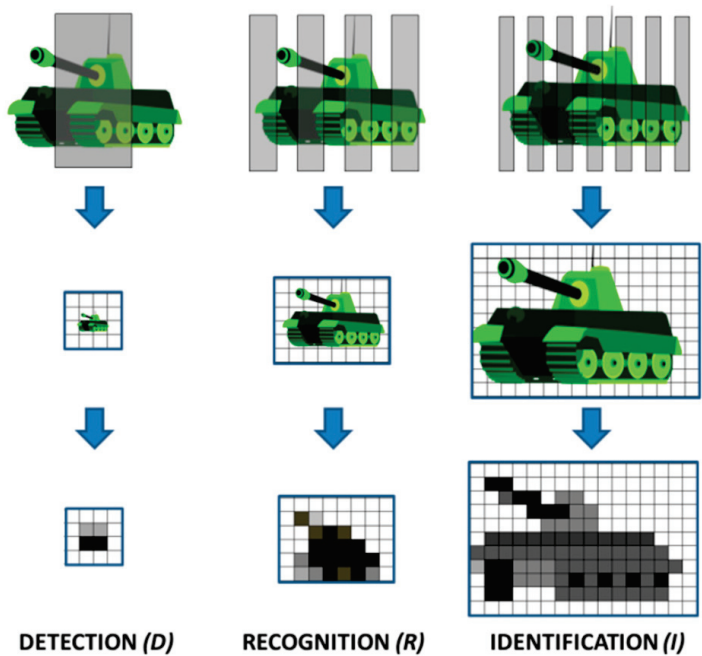 DETECTION (D)
RECOGNITION (R)
IDENTIFICATION (I)